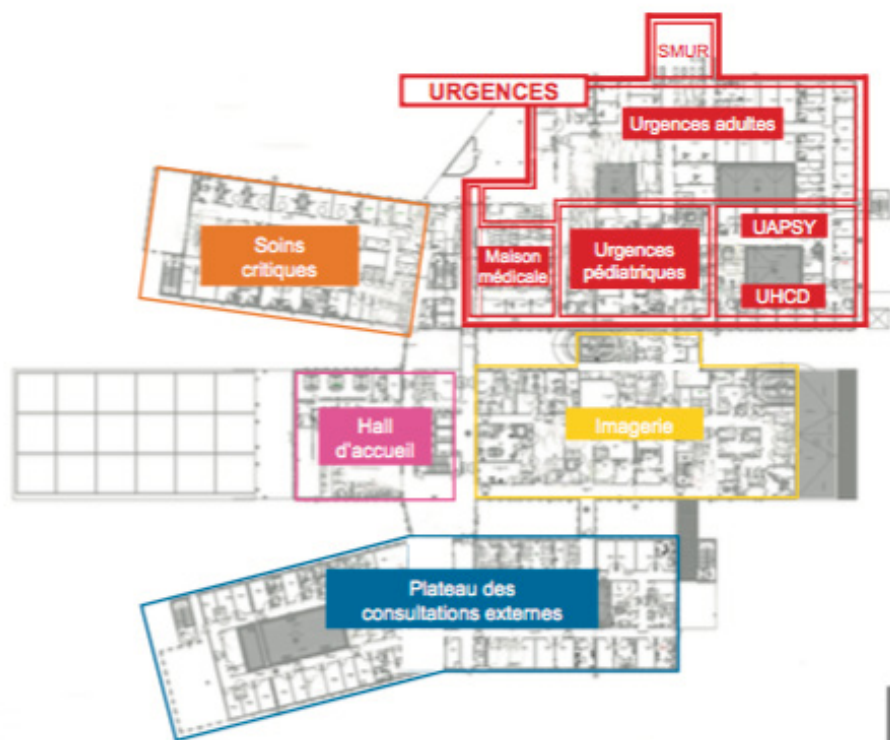 SMUR
URGENCES
Urgences adultes
Soins
critiques
Maison
médicale
Urgences
pédiatriques
UAPSY
UHCD
Hall
d'accueil
Imagerie
Plateau des
consultations externes